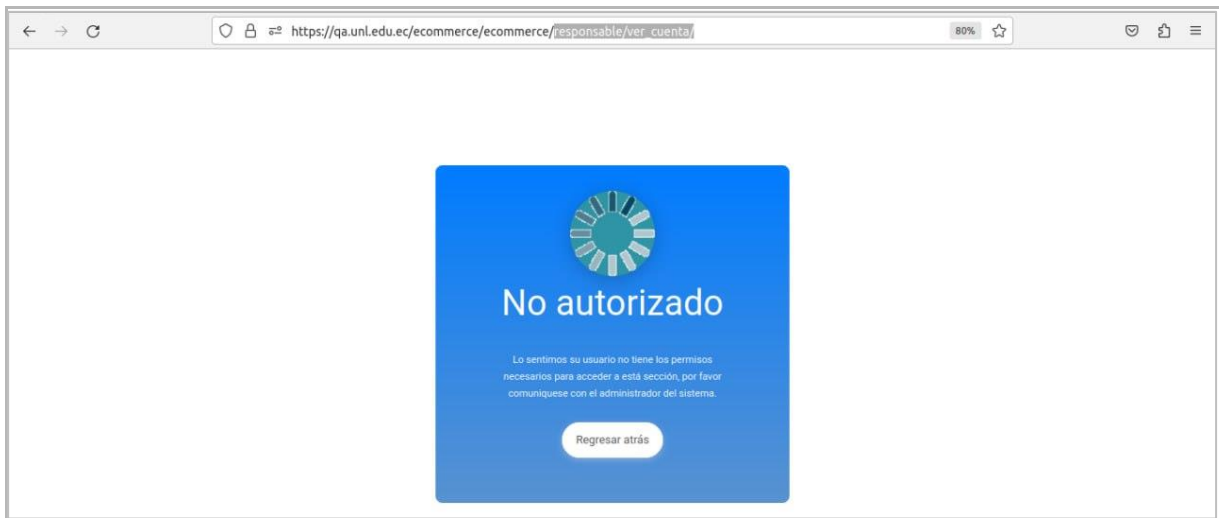 https://qa.unl.edu.ec/ecommerce/ecommerce/responsable/ver_cuenta/
80%
No autorizado
Lo sentimos su usuario no tiene los permisos
necesarios para acceder a está sección, por favor
comuniquese con el administrador del sistema.
Regresar atrás